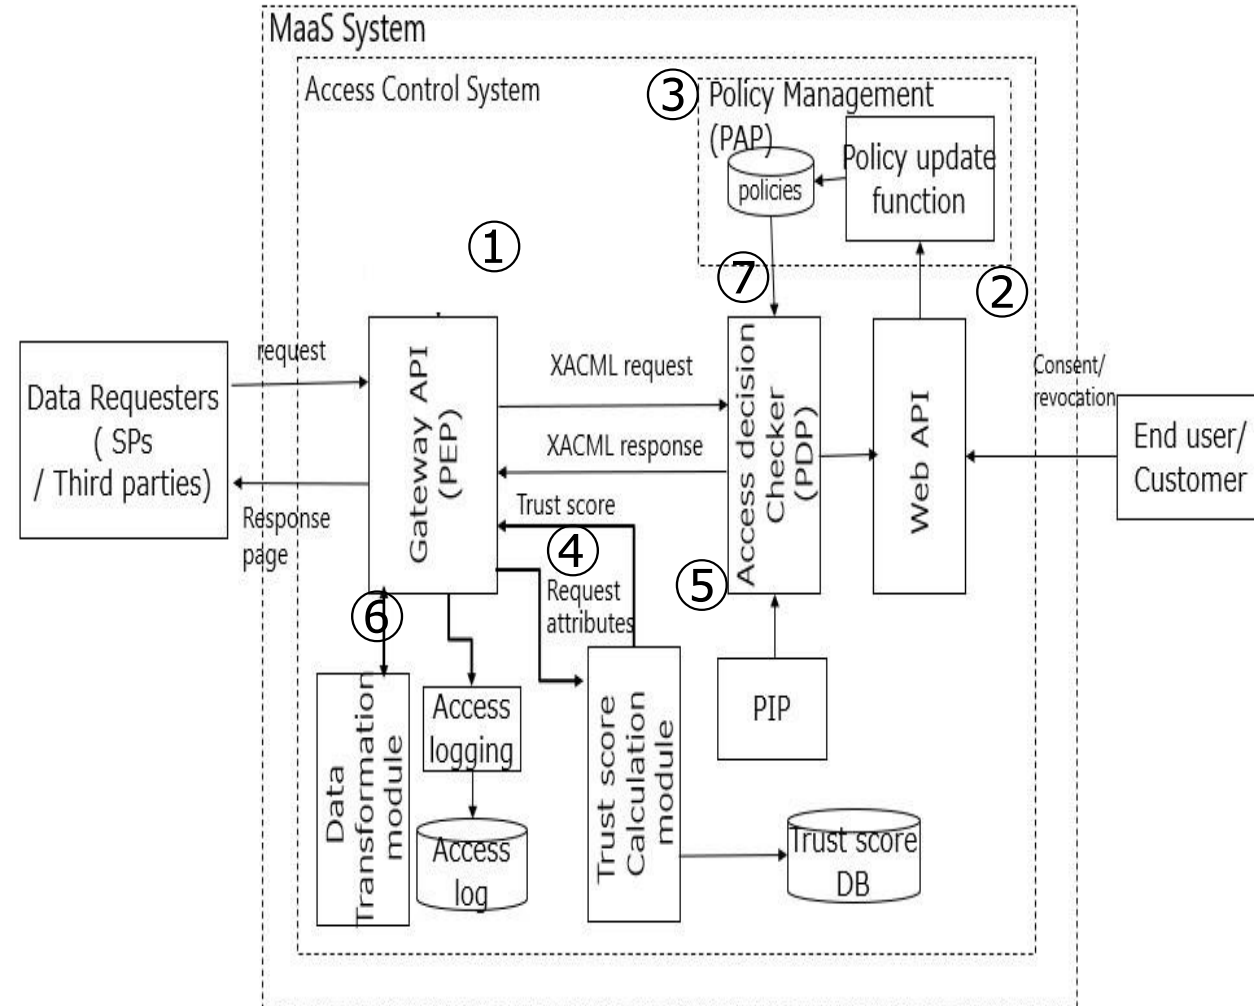 MaaS System
Access Control System
③
Policy Management
(PAP)
policies
Policy update
function
①
⑦
②
request
Data Requesters
( SPs
/ Third parties)
Response
page
Gateway API
(PEP)
XACML request
XACML response
Trust score
④
Request
attributes
⑤
Access decision
Checker
(PDP)
Web API
Consent/
revocation
End user/
Customer
⑥
Data
Transformation
module
Access
logging
Access
log
Trust score
Calculation
module
PIP
Trust score
DB